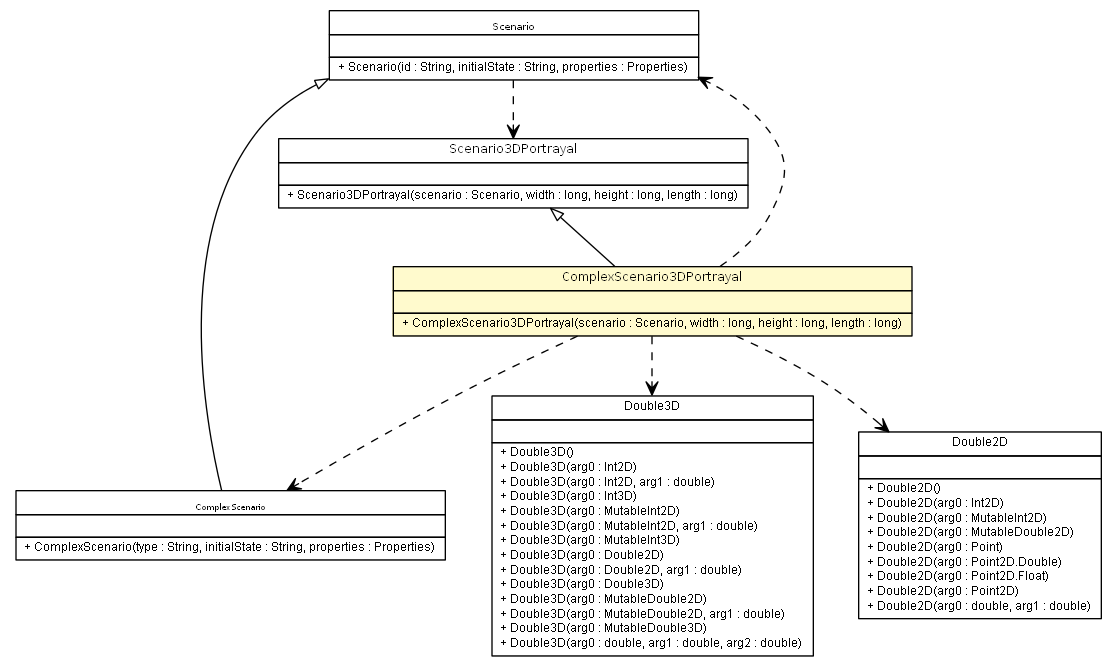 Scenario
+ Scenario(id : String, initialState : String, properties : Properties)
Scenario3DPortrayal
+ Scenario3DPortrayal(scenario : Scenario, width : long, height : long, length : long)
ComplexScenario3DPortrayal
+ ComplexScenario3DPortrayal(scenario : Scenario, width : long, height : long, length : long)
Double3D
+ Double3D()
+ Double3D(arg0 : Int2D)
+ Double3D(arg0 : Int2D, arg1 : double)
+ Double3D(arg0 : Int3D)
+ Double3D(arg0 : MutableInt2D)
+ Double3D(arg0 : MutableInt2D, arg1 : double)
+ Double3D(arg0 : MutableInt3D)
+ Double3D(arg0 : Double2D)
+ Double3D(arg0 : Double2D, arg1 : double)
+ Double3D(arg0 : Double3D)
+ Double3D(arg0 : MutableDouble2D)
+ Double3D(arg0 : MutableDouble2D, arg1 : double)
+ Double3D(arg0 : MutableDouble3D)
+ Double3D(arg0 : double, arg1 : double, arg2 : double)
Double2D
+ Double2D()
+ Double2D(arg0 : Int2D)
+ Double2D(arg0 : MutableInt2D)
+ Double2D(arg0 : MutableDouble2D)
+ Double2D(arg0 : Point)
+ Double2D(arg0 : Point2D.Double)
+ Double2D(arg0 : Point2D.Float)
+ Double2D(arg0 : Point2D)
+ Double2D(arg0 : double, arg1 : double)
ComplexScenario
+ ComplexScenario(type : String, initialState : String, properties : Properties)